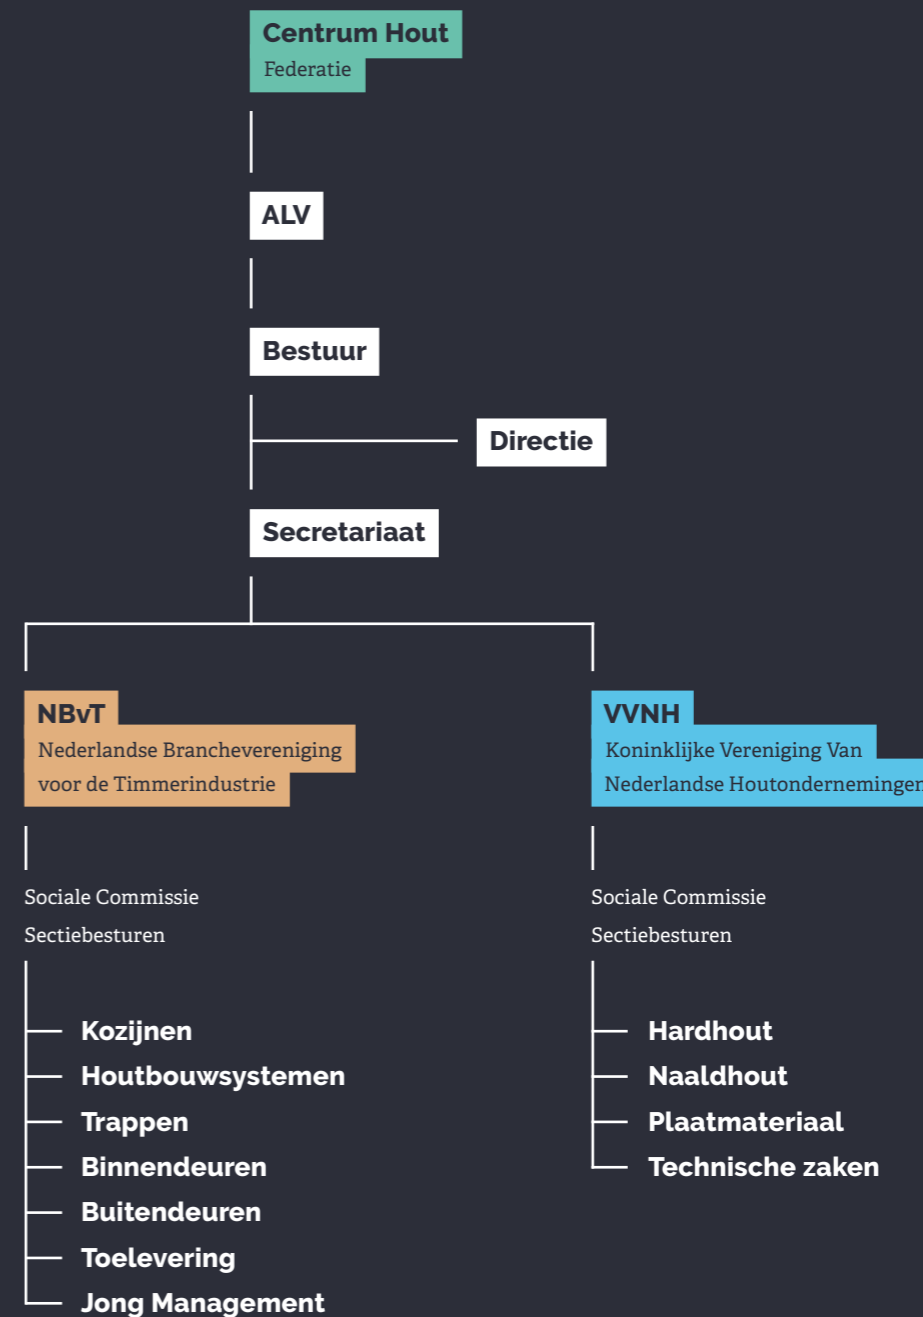 Centrum Hout
Federatie
ALV
Bestuur
Directie
Secretariaat
NBvT
Nederlandse Branchevereniging
voor de Timmerindustrie
Sociale Commissie
Sectiebesturen
Kozijnen
Houtbouwsystemen
Trappen
Binnendeuren
Buitendeuren
Toelevering
Jong Management
VVNH
Koninklijke Vereniging Van
Nederlandse Houtondernemingen
Sociale Commissie
Sectiebesturen
Hardhout
Naaldhout
Plaatmateriaal
Technische zaken